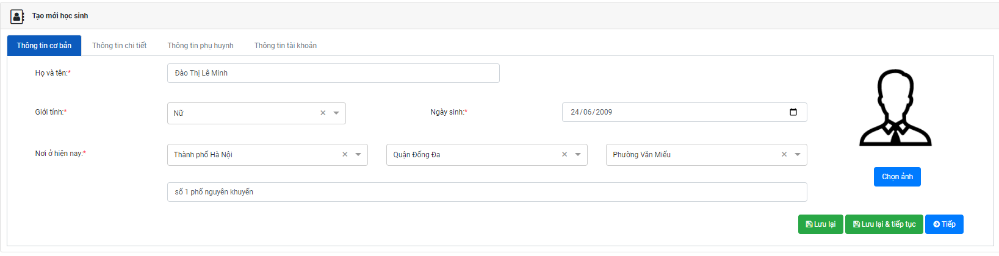 Tạo mới học sinh
Thông tin cơ bản Thông tin chi tiết Thông tin phụ huynh Thông tin tài khoản
Họ và tên:* Đào Thị Lê Minh
Giới tính:* Nữ Ngày sinh:* 24/06/2009
Nơi ở hiện nay:* Thành phố Hà Nội Quận Đống Đa Phường Văn Miếu
Chọn ảnh
số 1 phố nguyên khuyến
Lưu lại Lưu lại & tiếp tục Tiếp